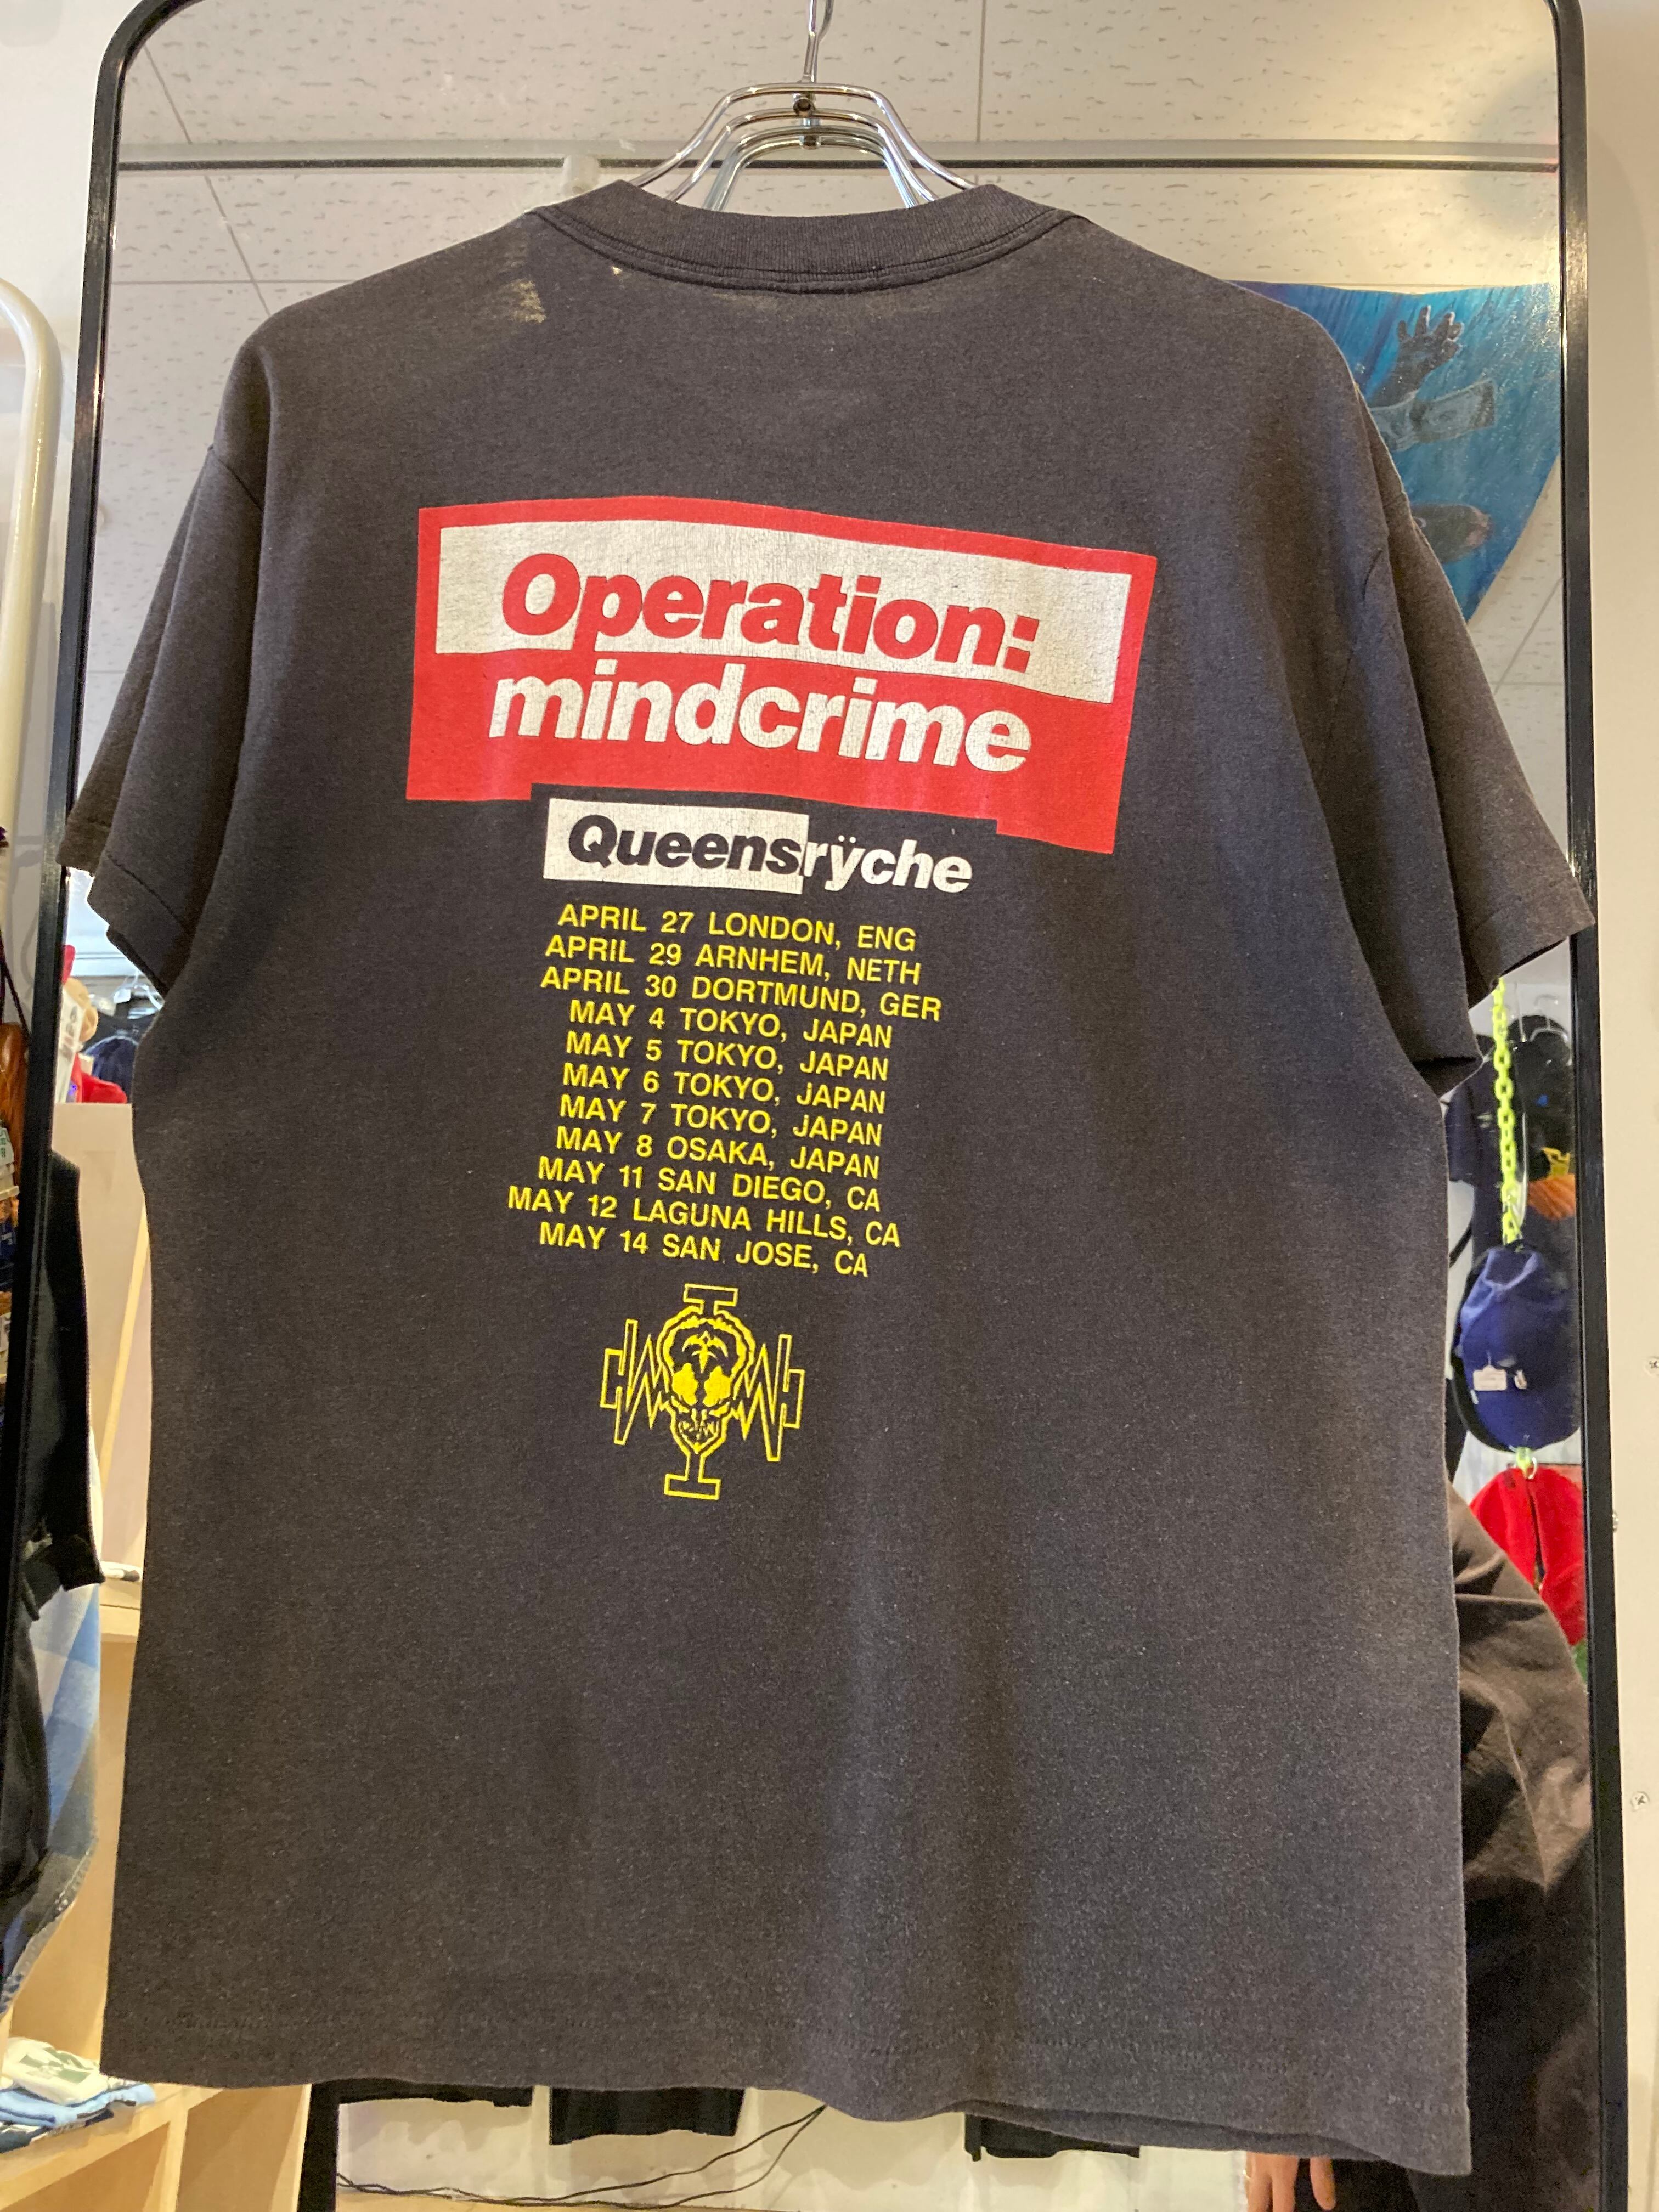 Operation:
mindcrime
Queensrÿche
APRIL 27 LONDON, ENG
APRIL 29 ARNHEM, NETH
APRIL 30 DORTMUND, GER
MAY 4 TOKYO, JAPAN
MAY 5 TOKYO, JAPAN
MAY 6 TOKYO, JAPAN
MAY 7 TOKYO, JAPAN
MAY 8 OSAKA, JAPAN
MAY 11 SAN DIEGO, CA
MAY 12 LAGUNA HILLS, CA
MAY 14 SAN JOSE, CA